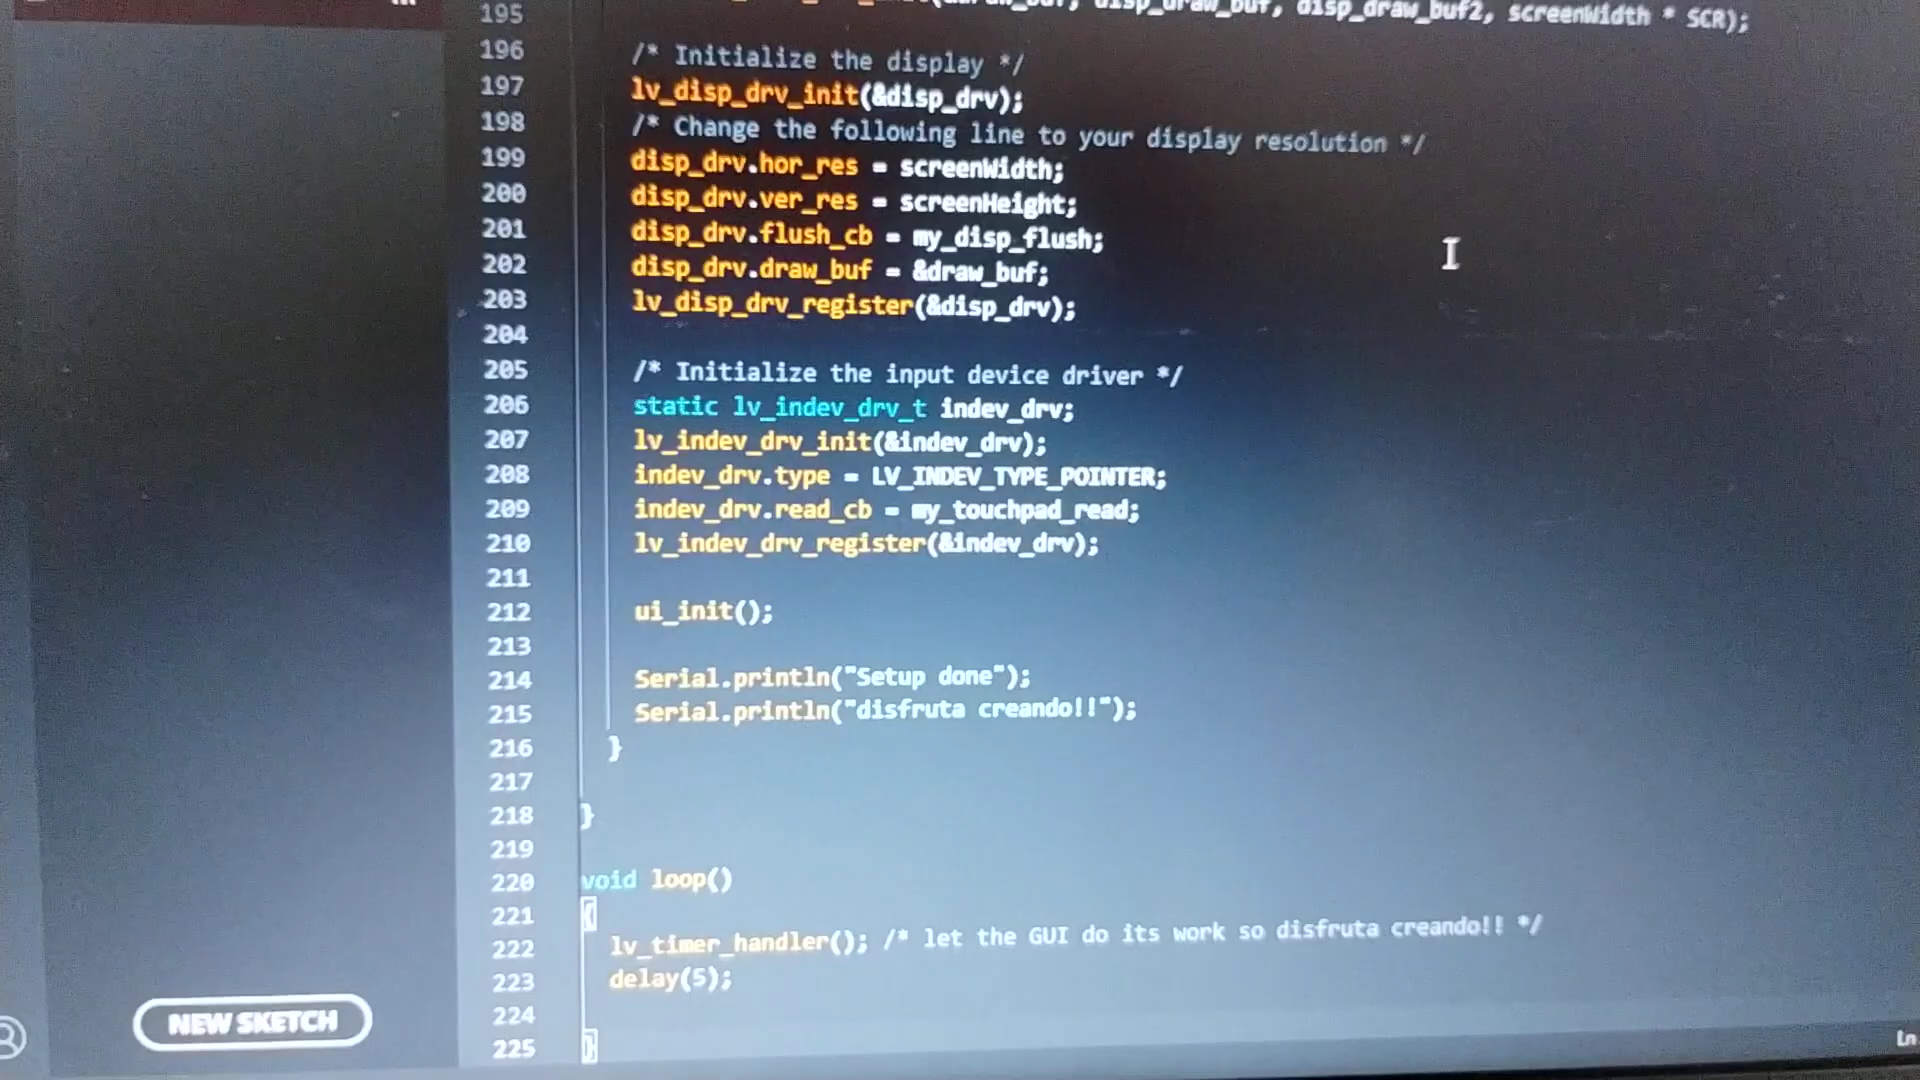 195 disp_draw_buf, disp_draw_buf2, screenWidth * SCR);
196 /* Initialize the display */
197 lv_disp_drv_init(&disp_drv);
198 /* Change the following line to your display resolution */
199 disp_drv.hor_res = screenWidth;
200 disp_drv.ver_res = screenHeight;
201 disp_drv.flush_cb = my_disp_flush;
202 disp_drv.draw_buf = &draw_buf;
203 lv_disp_drv_register(&disp_drv);
204
205 /* Initialize the input device driver */
206 static lv_indev_drv_t indev_drv;
207 lv_indev_drv_init(&indev_drv);
208 indev_drv.type = LV_INDEV_TYPE_POINTER;
209 indev_drv.read_cb = my_touchpad_read;
210 lv_indev_drv_register(&indev_drv);
211
212 ui_init();
213
214 Serial.println("Setup done");
215 Serial.println("disfruta creando!!");
216 }
217
218 }
219
220 void loop()
221 {
222 lv_timer_handler(); /* let the GUI do its work so disfruta creando!! */
223 delay(5);
224
225 }
NEW SKETCH
Ln